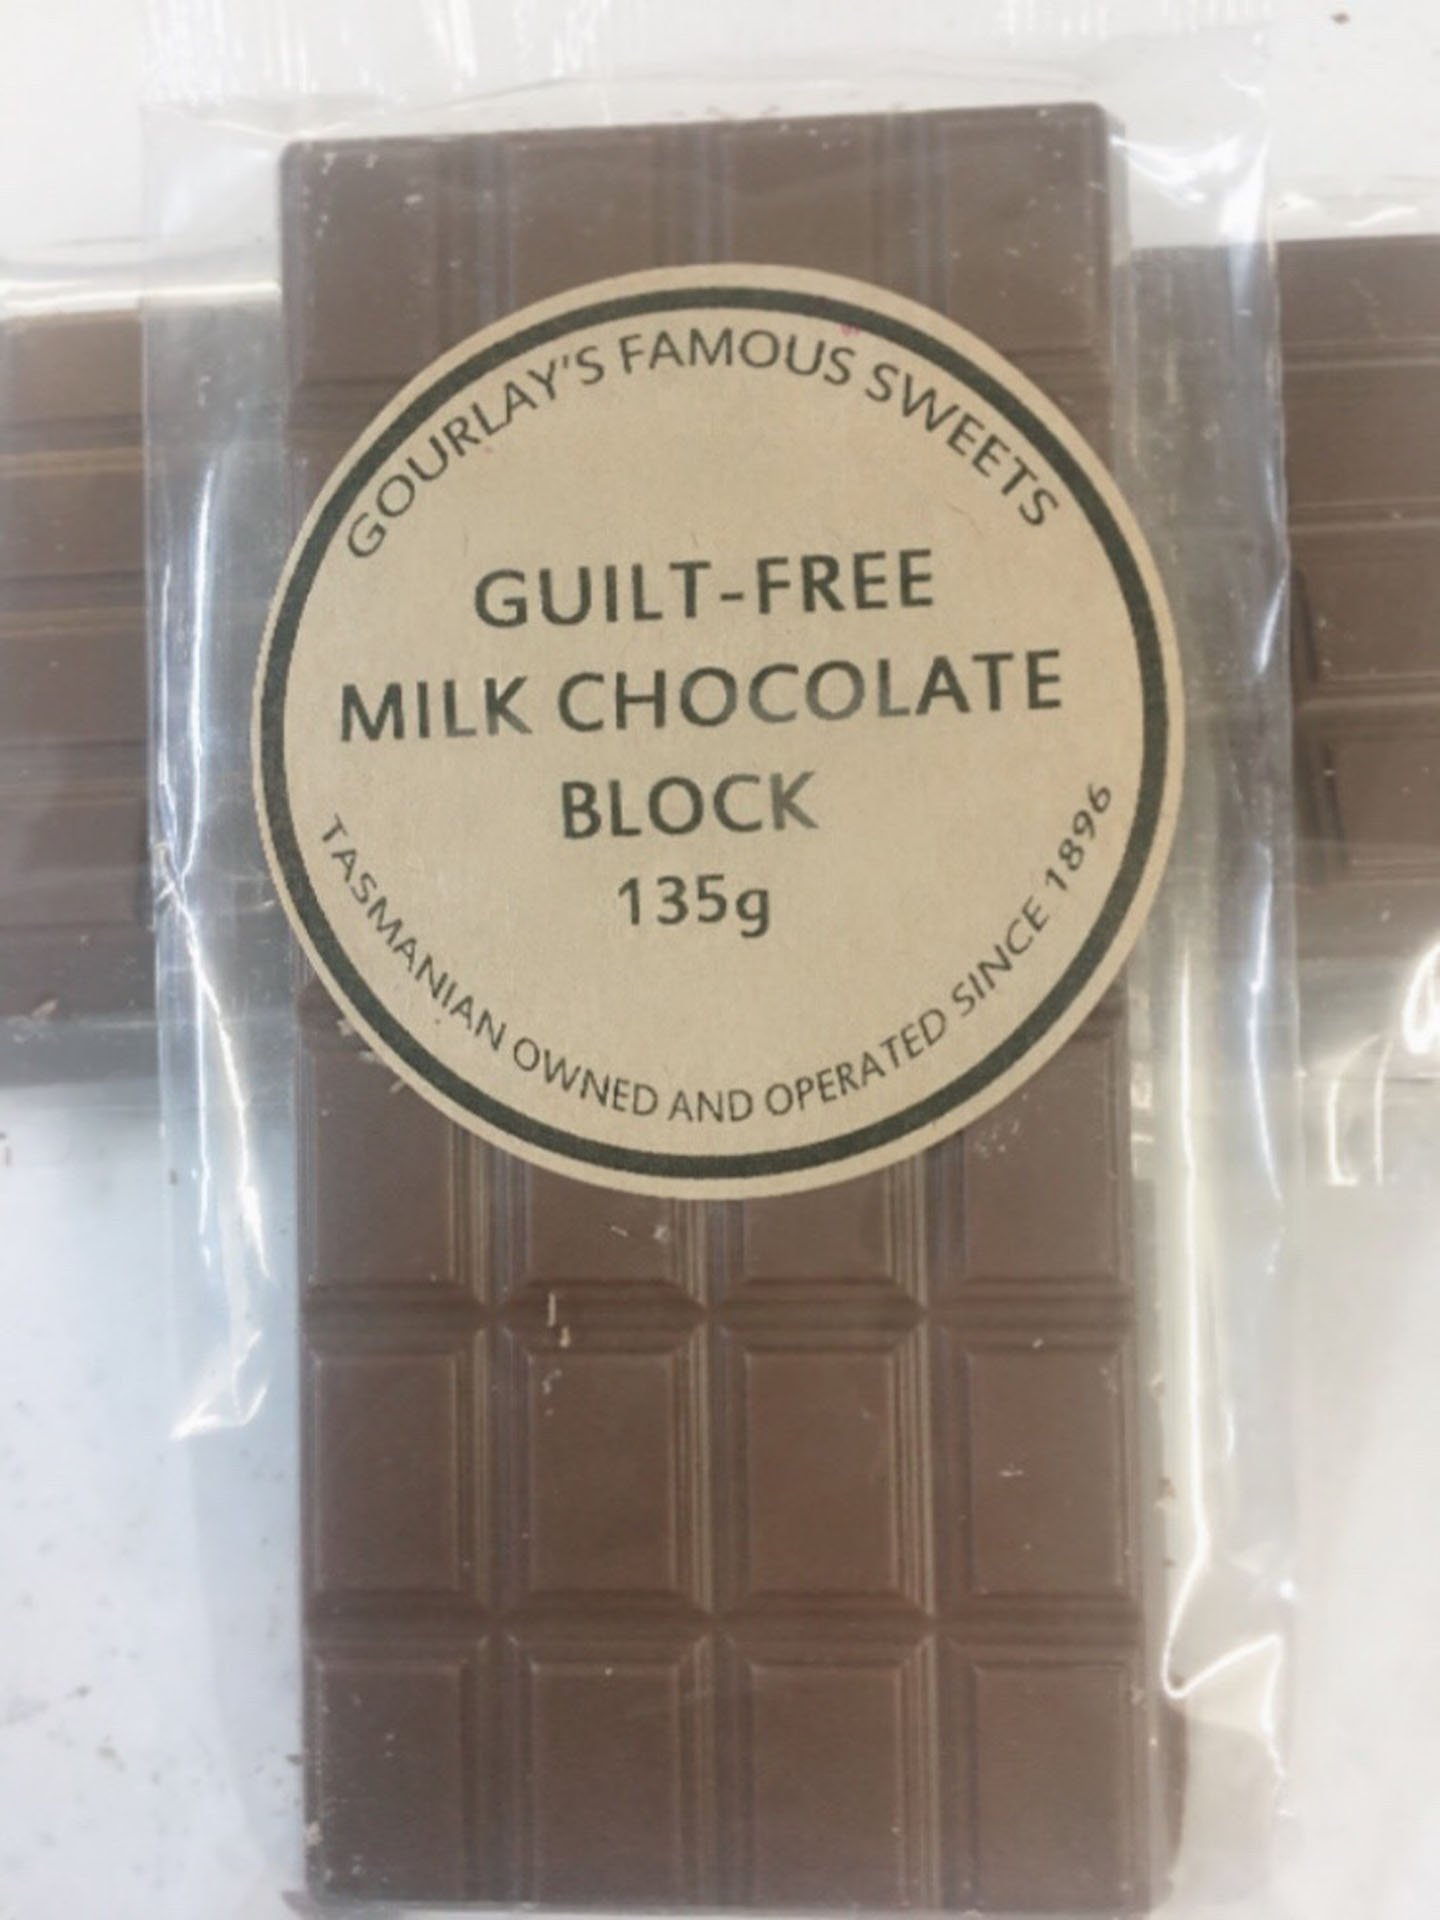 GOURLAY'S FAMOUS SWEETS
GUILT-FREE
MILK CHOCOLATE
BLOCK
135g
TASMANIAN OWNED AND OPERATED SINCE 1896